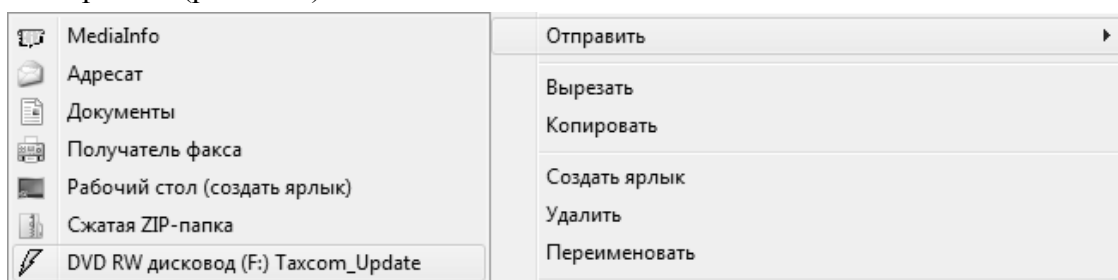 MediaInfo
Адресат
Документы
Получатель факса
Рабочий стол (создать ярлык)
Сжатая ZIP-папка
DVD RW дисковод (F:) Taxcom_Update
Отправить
Вырезать
Копировать
Создать ярлык
Удалить
Переименовать